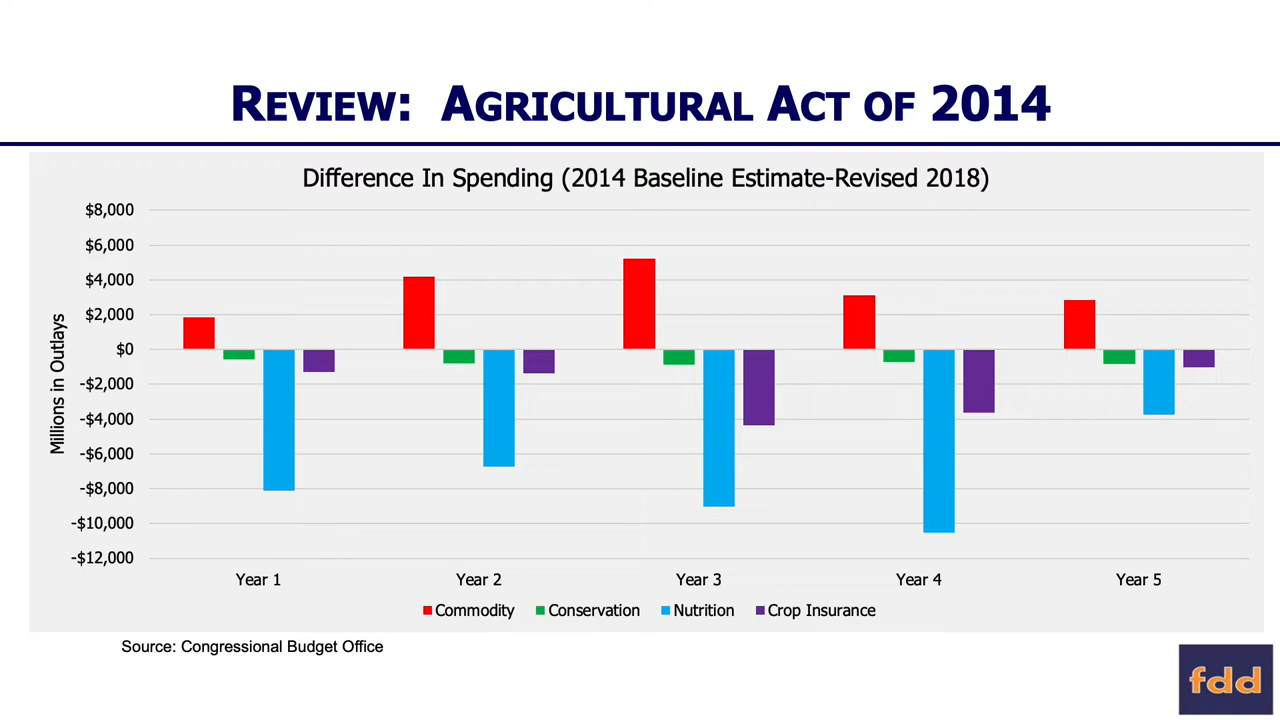 REVIEW: AGRICULTURAL ACT OF 2014
Difference In Spending (2014 Baseline Estimate-Revised 2018)
Millions in Outlays
$8,000
$6,000
$4,000
$2,000
$0
-$2,000
-$4,000
-$6,000
-$8,000
-$10,000
-$12,000
Year 1 Year 2 Year 3 Year 4 Year 5
Commodity Conservation Nutrition Crop Insurance
Source: Congressional Budget Office
fdd